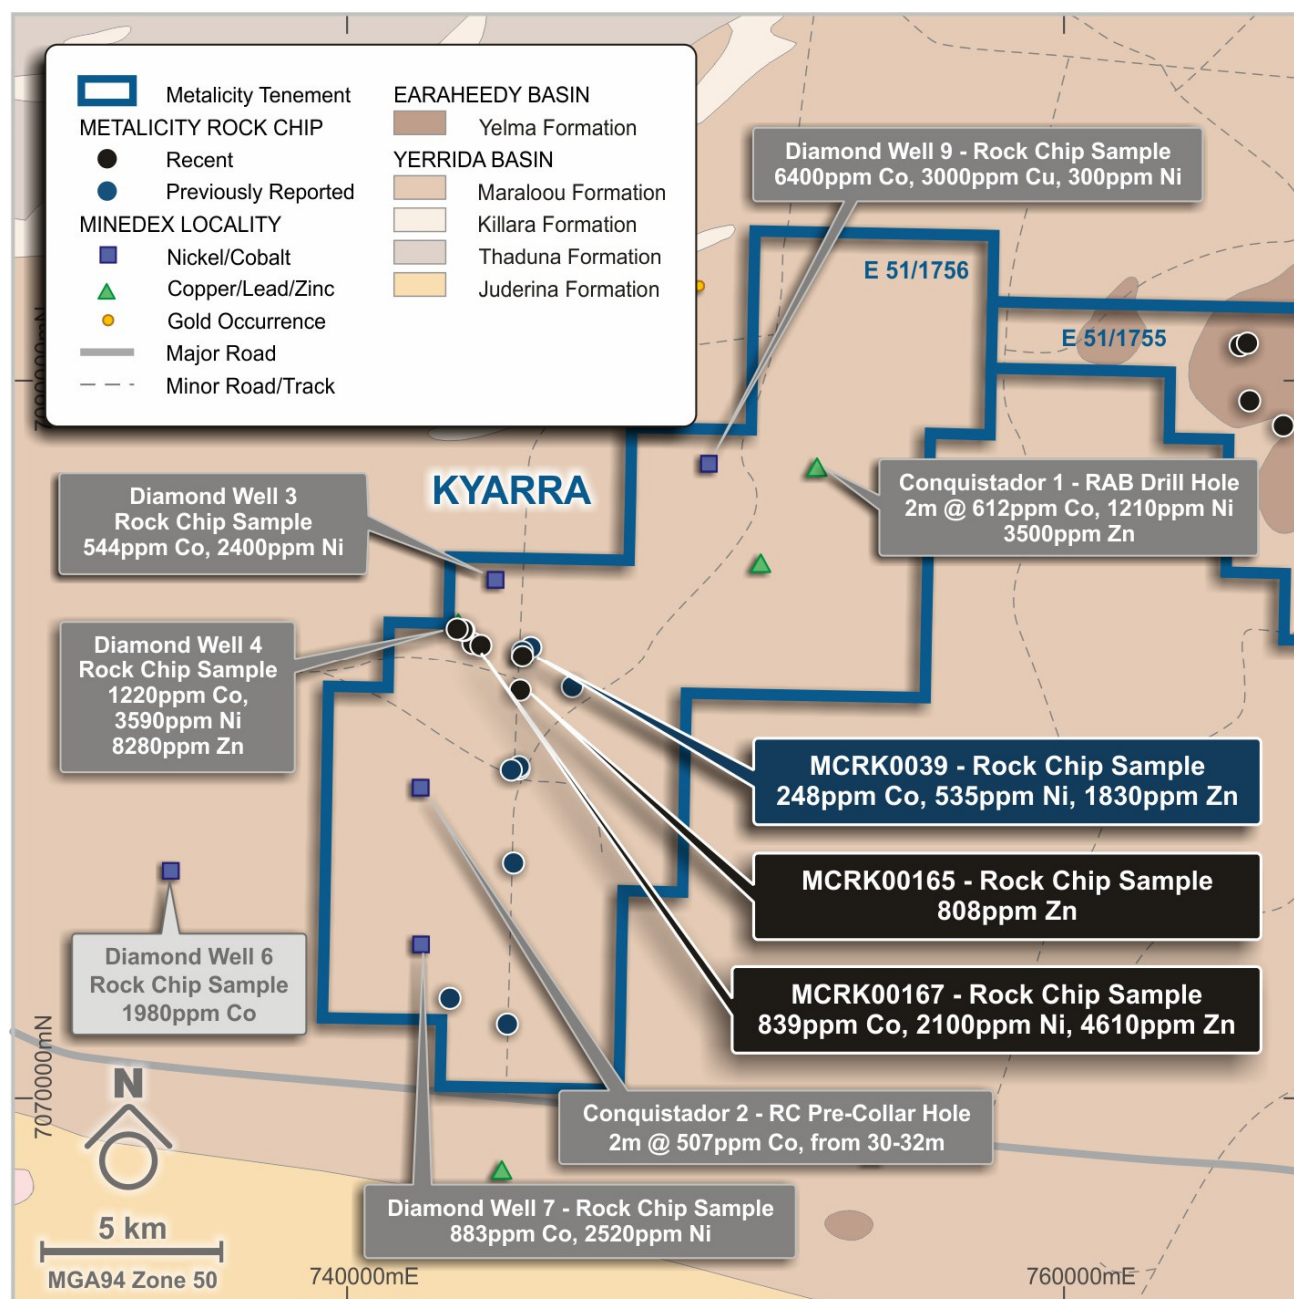 Metalicity Tenement
METALICITY ROCK CHIP
Recent
Previously Reported
MINEDEX LOCALITY
Nickel/Cobalt
Copper/Lead/Zinc
Gold Occurrence
Major Road
Minor Road/Track
EARAHEEDY BASIN
Yelma Formation
YERRIDA BASIN
Maraloou Formation
Killara Formation
Thaduna Formation
Juderina Formation
Diamond Well 9 - Rock Chip Sample
6400ppm Co, 3000ppm Cu, 300ppm Ni
E 51/1756
E 51/1755
KYARRA
Diamond Well 3
Rock Chip Sample
544ppm Co, 2400ppm Ni
Conquistador 1 - RAB Drill Hole
2m @ 612ppm Co, 1210ppm Ni
3500ppm Zn
Diamond Well 4
Rock Chip Sample
1220ppm Co,
3590ppm Ni
8280ppm Zn
MCRK0039 - Rock Chip Sample
248ppm Co, 535ppm Ni, 1830ppm Zn
MCRK00165 - Rock Chip Sample
808ppm Zn
MCRK00167 - Rock Chip Sample
839ppm Co, 2100ppm Ni, 4610ppm Zn
Diamond Well 6
Rock Chip Sample
1980ppm Co
Conquistador 2 - RC Pre-Collar Hole
2m @ 507ppm Co, from 30-32m
Diamond Well 7 - Rock Chip Sample
883ppm Co, 2520ppm Ni
7070000mN
N
5 km
MGA94 Zone 50
740000mE
760000mE